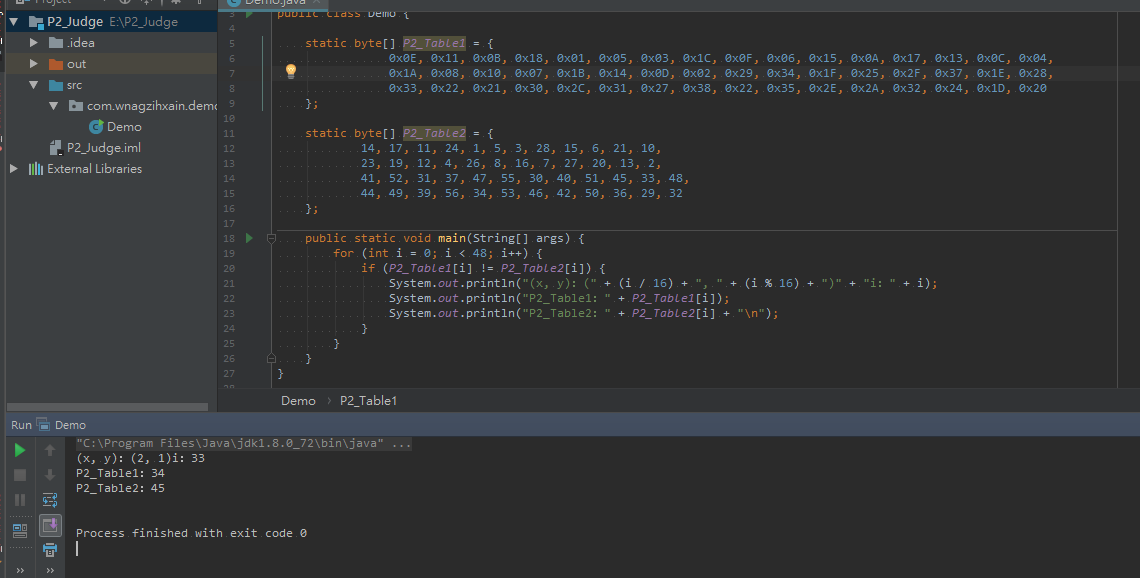 Project
P2_Judge E:\P2_Judge
.idea
out
src
com.wnagzihxain.demo
Demo
P2_Judge.iml
External Libraries
Demo.java
3 public class Demo {
4
5 static byte[] P2_Table1 = {
6 0x0E, 0x11, 0x0B, 0x18, 0x01, 0x05, 0x03, 0x1C, 0x0F, 0x06, 0x15, 0x0A, 0x17, 0x13, 0x0C, 0x04,
7 0x1A, 0x08, 0x10, 0x07, 0x1B, 0x14, 0x0D, 0x02, 0x29, 0x34, 0x1F, 0x25, 0x2F, 0x37, 0x1E, 0x28,
8 0x33, 0x22, 0x21, 0x30, 0x2C, 0x31, 0x27, 0x38, 0x22, 0x35, 0x2E, 0x2A, 0x32, 0x24, 0x1D, 0x20
9 };
10
11 static byte[] P2_Table2 = {
12 14, 17, 11, 24, 1, 5, 3, 28, 15, 6, 21, 10,
13 23, 19, 12, 4, 26, 8, 16, 7, 27, 20, 13, 2,
14 41, 52, 31, 37, 47, 55, 30, 40, 51, 45, 33, 48,
15 44, 49, 39, 56, 34, 53, 46, 42, 50, 36, 29, 32
16 };
17
18 public static void main(String[] args) {
19 for (int i = 0; i < 48; i++) {
20 if (P2_Table1[i] != P2_Table2[i]) {
21 System.out.println("(x, y): (" + (i / 16) + ", " + (i % 16) + ")" + "i: " + i);
22 System.out.println("P2_Table1: " + P2_Table1[i]);
23 System.out.println("P2_Table2: " + P2_Table2[i] + "\n");
24 }
25 }
26 }
27 }
28
Demo › P2_Table1
Run Demo
"C:\Program Files\Java\jdk1.8.0_72\bin\java" ...
(x, y): (2, 1)i: 33
P2_Table1: 34
P2_Table2: 45
Process finished with exit code 0